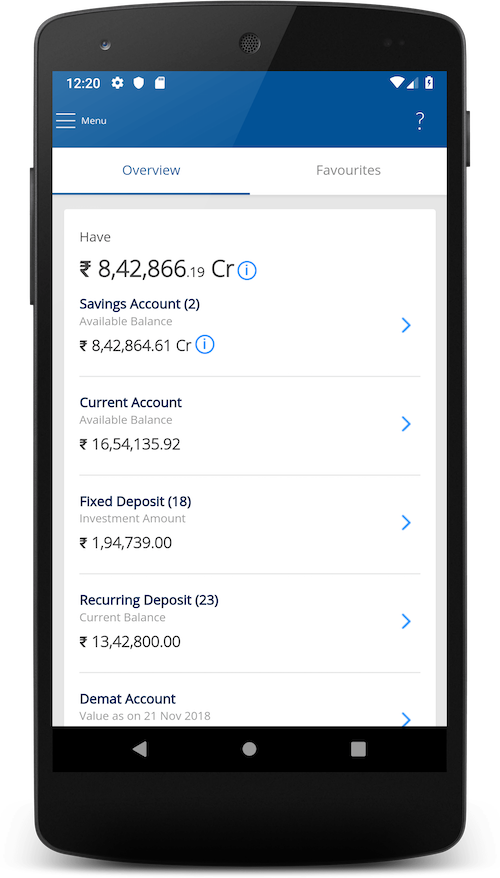 12:20
Menu
?
Overview
Favourites
Have
₹ 8,42,866.19 Cr i
Savings Account (2)
Available Balance
₹ 8,42,864.61 Cr i
Current Account
Available Balance
₹ 16,54,135.92
Fixed Deposit (18)
Investment Amount
₹ 1,94,739.00
Recurring Deposit (23)
Current Balance
₹ 13,42,800.00
Demat Account
Value as on 21 Nov 2018